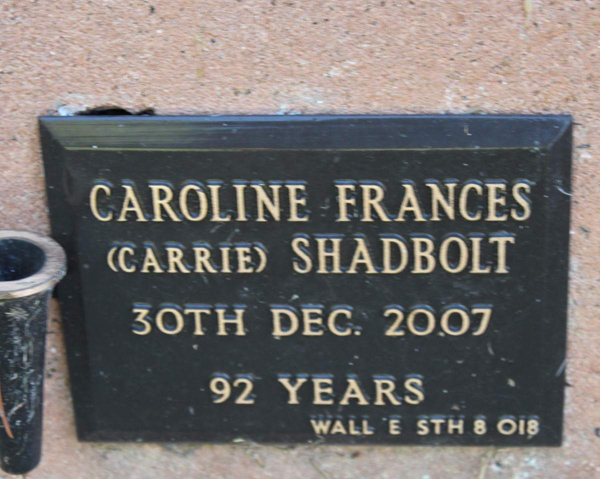 CAROLINE FRANCES
(CARRIE) SHADBOLT
30TH DEC. 2007
92 YEARS
WALL E STH 8 018